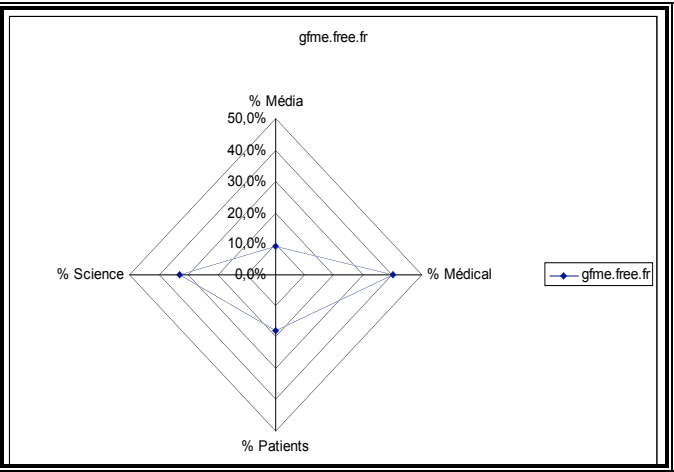 gfme.free.fr
% Média
50,0%
40,0%
30,0%
20,0%
10,0%
0,0%
% Science
% Médical
gfme.free.fr
% Patients